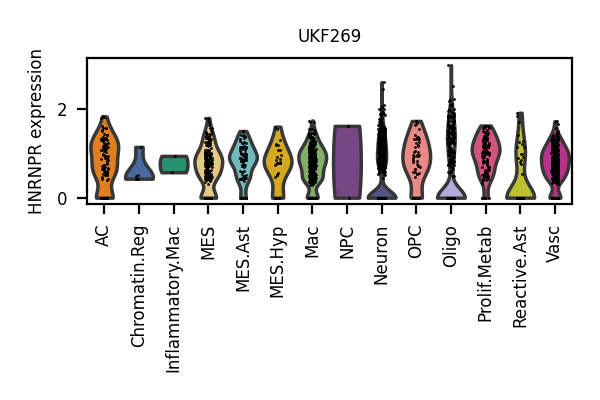 UKF269
HNRNPR expression
2
0
AC
Chromatin.Reg
Inflammatory.Mac
MES
MES.Ast
MES.Hyp
Mac
NPC
Neuron
OPC
Oligo
Prolif.Metab
Reactive.Ast
Vasc